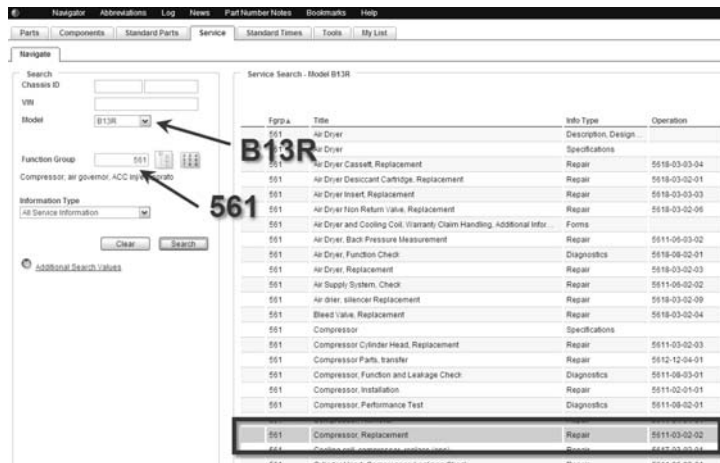 Navigator Abbreviations Log News Part Number Notes Bookmarks Help
Parts Components Standard Parts Service Standard Times Tools My List
Navigate
Search
Chassis ID
VIN
Model B13R
Function Group 561
Compressor; air governor, ACC
Information Type
All Service Information
Clear Search
Additional Search Values
B13R
561
Service Search - Model B13R
Fgrp Title Info Type Operation
561 Air Dryer Description, Design...
561 Air Dryer Specifications
561 Air Dryer Cassett, Replacement Repair 5618-03-03-04
561 Air Dryer Desiccant Cartridge, Replacement Repair 5618-03-02-01
561 Air Dryer Insert, Replacement Repair 5618-03-03-03
561 Air Dryer Non Return Valve, Replacement Repair 5618-03-02-06
561 Air Dryer and Cooling Coil, Warranty Claim Handling, Additional Infor... Forms
561 Air Dryer, Back Pressure Measurement Repair 5611-06-03-02
561 Air Dryer, Function Check Diagnostics 5618-08-02-01
561 Air Dryer, Replacement Repair 5618-03-02-03
561 Air Supply System, Check Repair 5611-06-02-02
561 Air drier, silencer Replacement Repair 5618-03-02-09
561 Bleed Valve, Replacement Repair 5618-03-02-04
561 Compressor Specifications
561 Compressor Cylinder Head, Replacement Repair 5611-03-02-03
561 Compressor Parts, transfer Repair 5612-12-04-01
561 Compressor, Function and Leakage Check Diagnostics 5611-08-03-01
561 Compressor, Installation Repair 5611-02-01-01
561 Compressor, Performance Test Diagnostics 5611-08-02-01
561 Compressor, Replacement Repair 5611-03-02-02